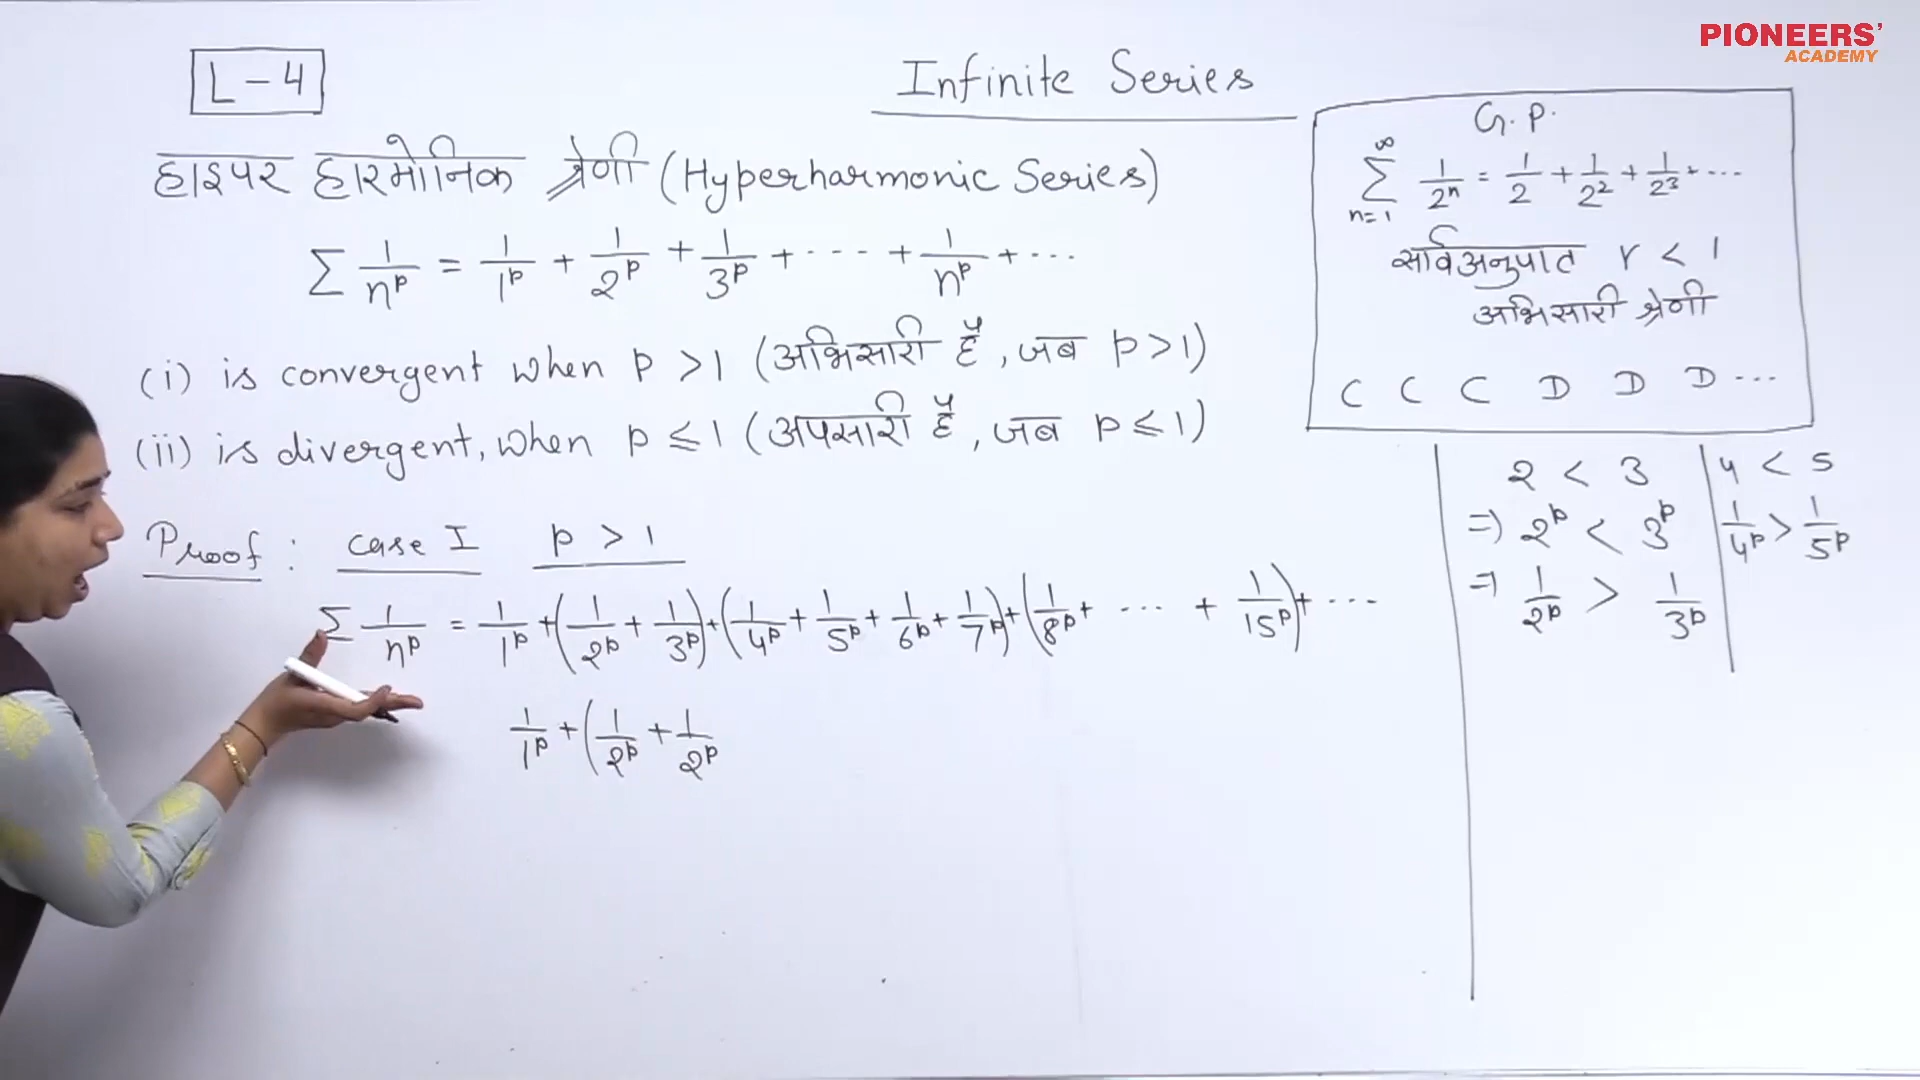 PIONEERS'
ACADEMY
L-4
Infinite Series
हाइपर हारमोनिक श्रेणी (Hyperharmonic Series)
∑ 1/n^p = 1/1^p + 1/2^p + 1/3^p + ---- + 1/n^p + ...
(i) is convergent when p > 1 (अभिसारी है, जब p > 1)
(ii) is divergent, when p ≤ 1 (अपसारी है, जब p ≤ 1)
Proof : case I p > 1
∑ 1/n^p = 1/1^p + (1/2^p + 1/3^p) + (1/4^p + 1/5^p + 1/6^p + 1/7^p) + (1/8^p + ... + 1/15^p) + ...
1/1^p + (1/2^p + 1/2^p
G.P.
∞∑n=1 1/2^n = 1/2 + 1/2^2 + 1/2^3 + ...
सार्वअनुपात r < 1
अभिसारी श्रेणी
C C C D D D ...
2 < 3
⇒ 2^p < 3^p
⇒ 1/2^p > 1/3^p
4 < 5
1/4^p > 1/5^p